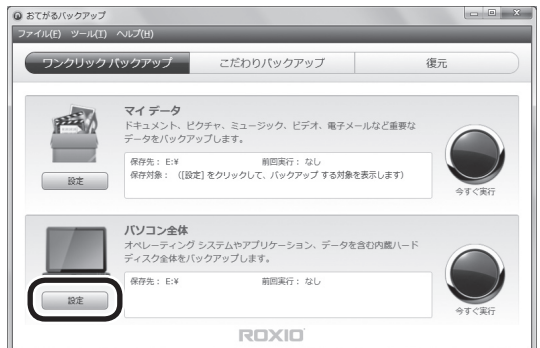 おてがるバックアップ
ファイル(F) ツール(T) ヘルプ(H)
ワンクリックバックアップ こだわりバックアップ 復元
マイ データ
ドキュメント、ピクチャ、ミュージック、ビデオ、電子メールなど重要な
データをバックアップします。
保存先： E:¥ 前回実行： なし
保存対象： （[設定] をクリックして、バックアップ する対象を表示します）
設定
今すぐ実行
パソコン全体
オペレーティング システムやアプリケーション、データを含む内蔵ハード
ディスク全体をバックアップします。
保存先： E:¥ 前回実行： なし
設定
今すぐ実行
ROXIO